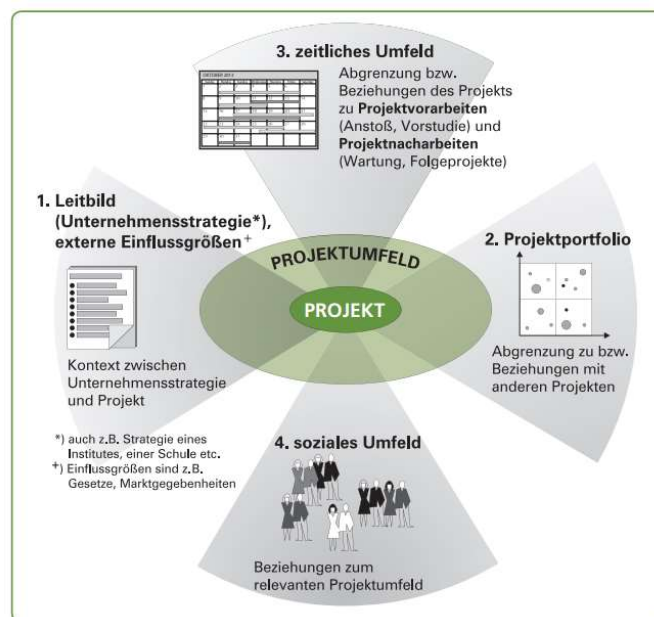 3. zeitliches Umfeld
OKTOBER
Abgrenzung bzw.
Beziehungen des Projekts
zu Projektvorarbeiten
(Anstoß, Vorstudie) und
Projektnacharbeiten
(Wartung, Folgeprojekte)
1. Leitbild
(Unternehmensstrategie*),
externe Einflussgrößen+
Kontext zwischen
Unternehmensstrategie
und Projekt
PROJEKTUMFELD
PROJEKT
2. Projektportfolio
Abgrenzung zu bzw.
Beziehungen mit
anderen Projekten
*) auch z.B. Strategie eines
Institutes, einer Schule etc.
+) Einflussgrößen sind z.B.
Gesetze, Marktgegebenheiten
4. soziales Umfeld
Beziehungen zum
relevanten Projektumfeld